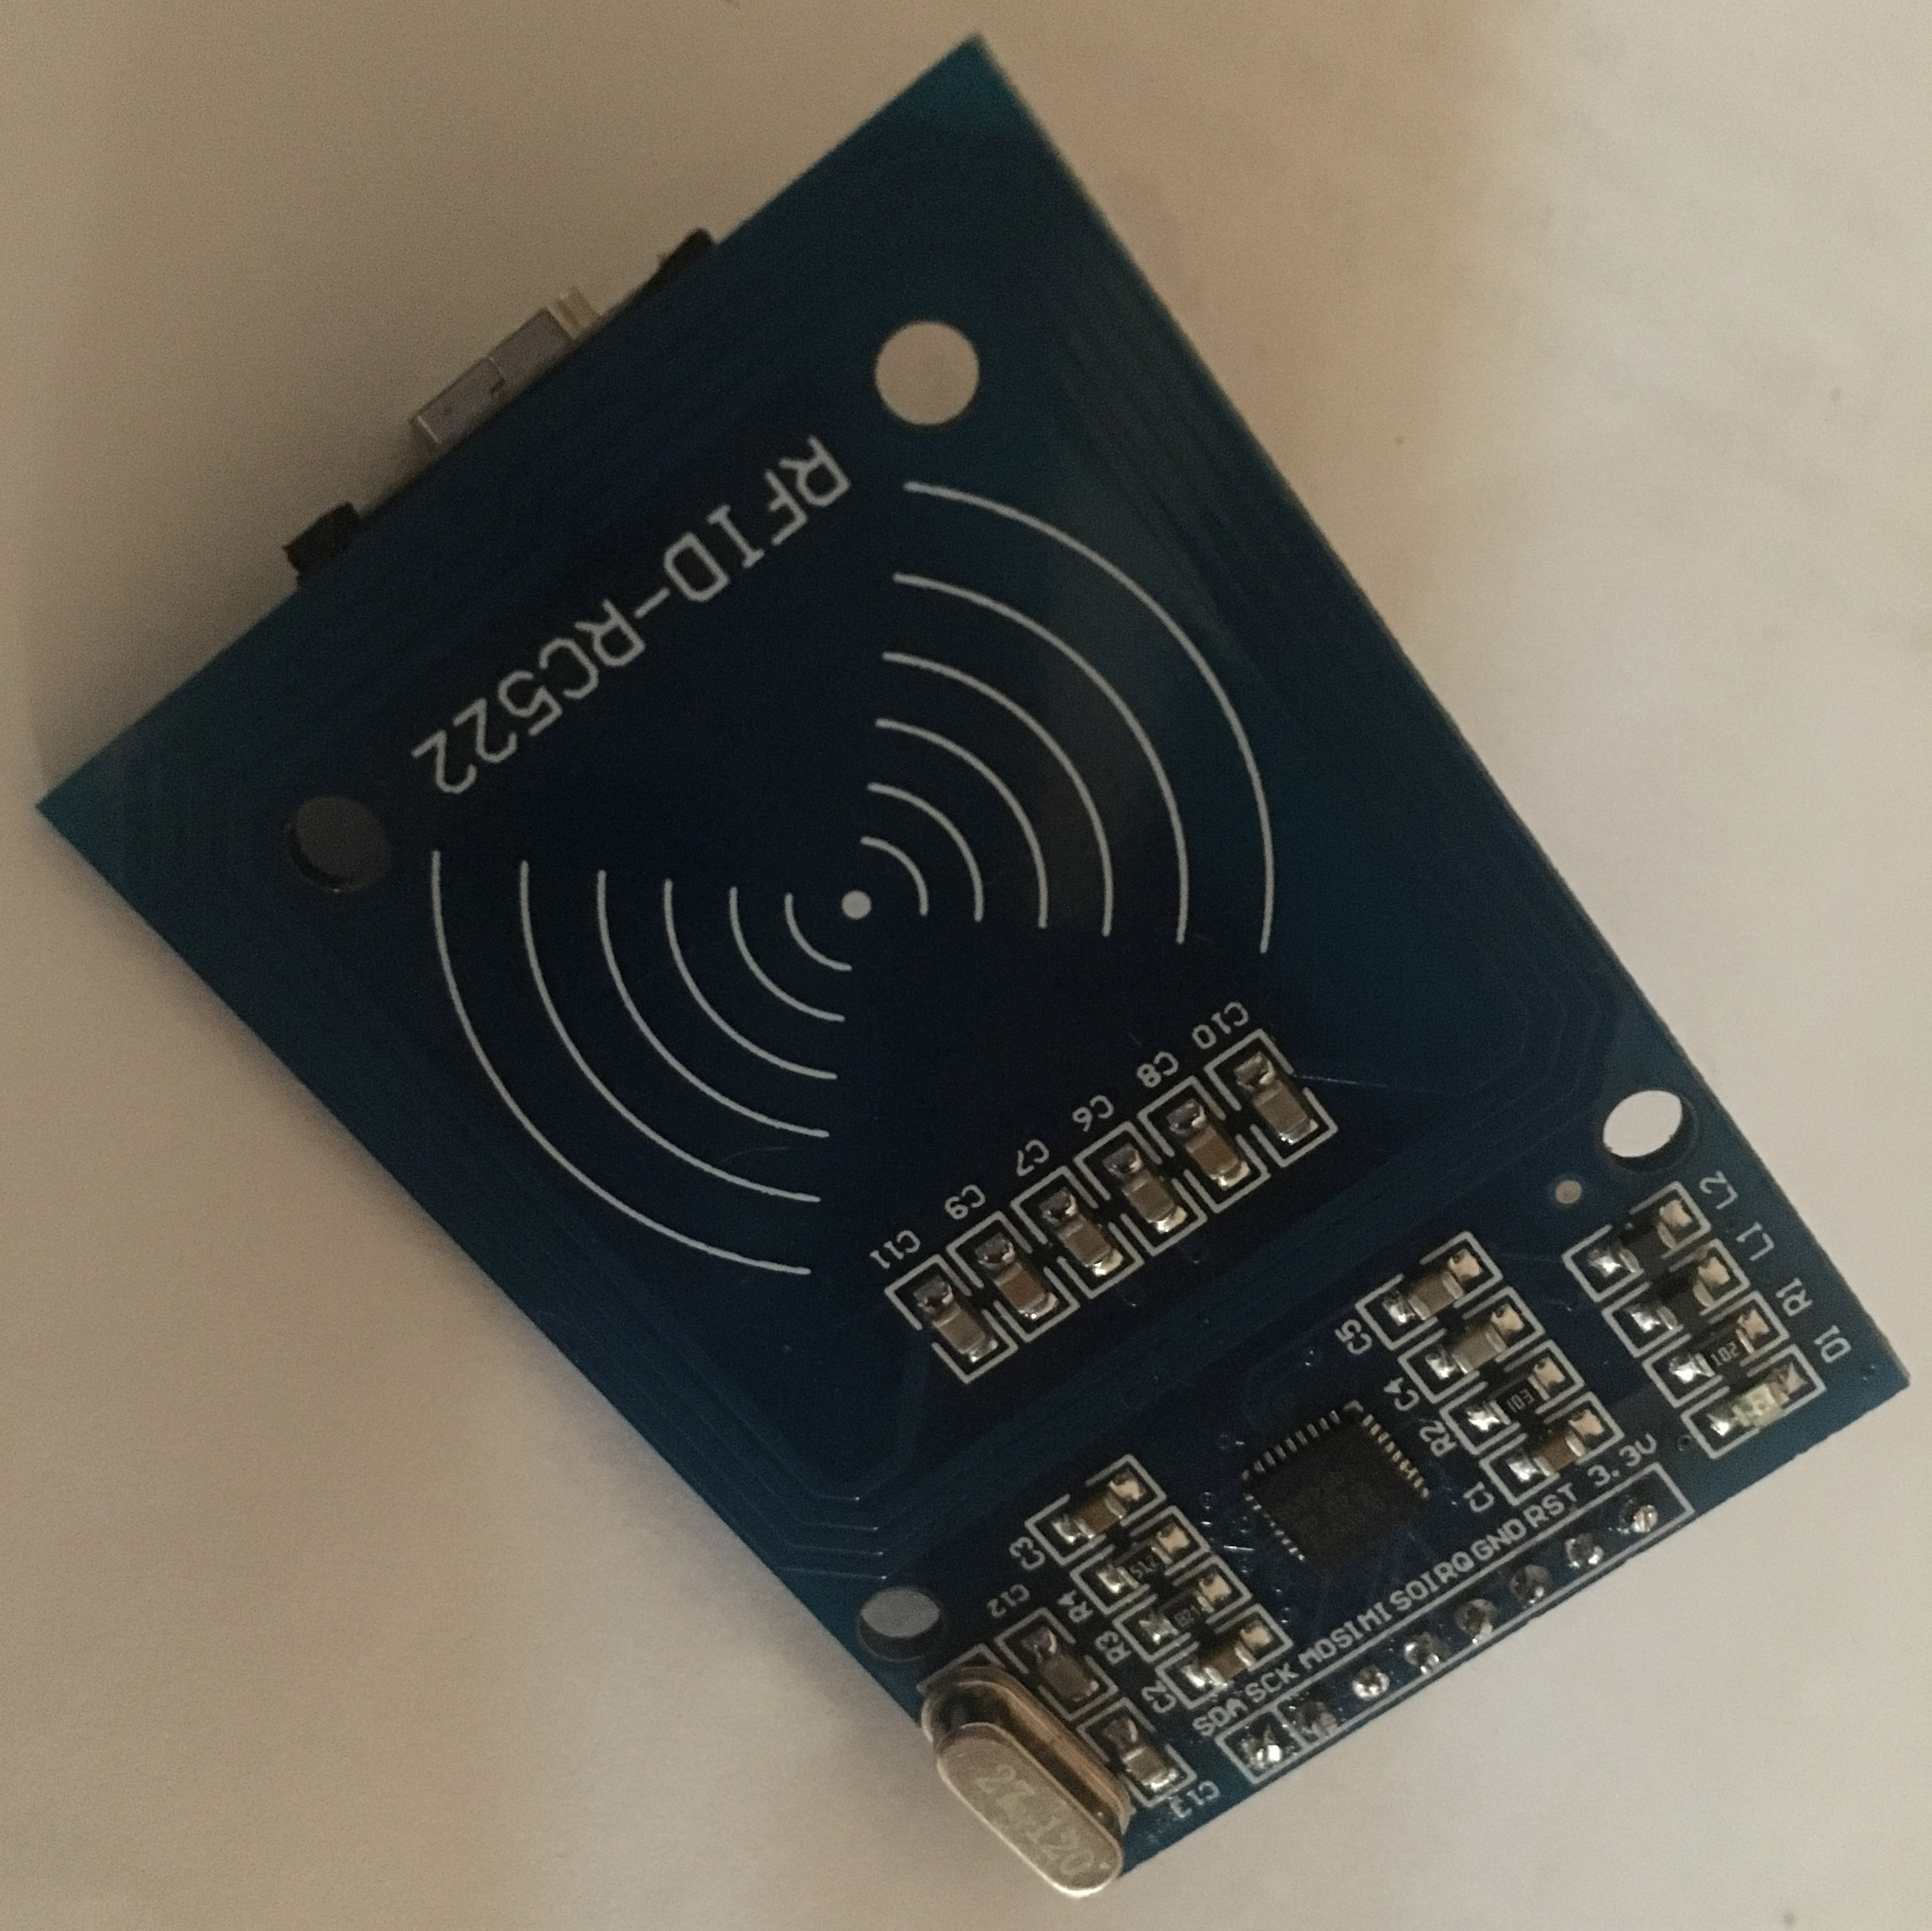 RFID-RC522
C11 C9 C7 C6 C8 C10
L2
L1
R1
D1
C5
C4
R2
C1
C3
R4
R3
C2
C12
C13
SDA SCK MOSI MISO IRQ GND RST 3.3V
27.120